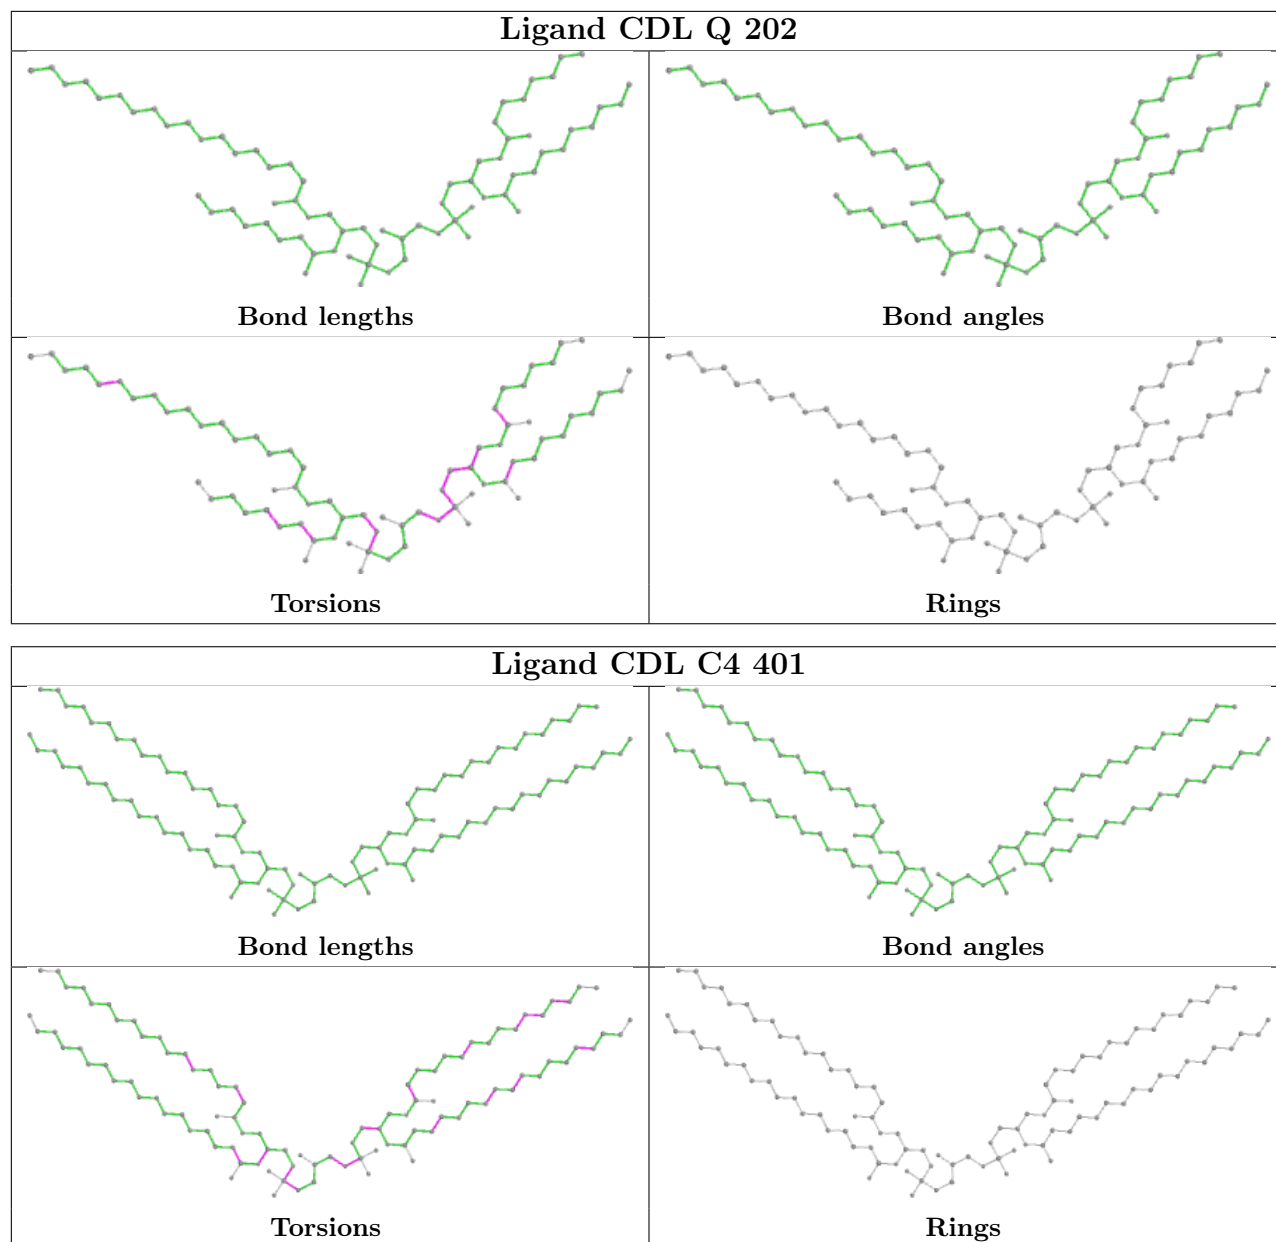 Ligand CDL Q 202
Bond lengths
Bond angles
Torsions
Rings
Ligand CDL C4 401
Bond lengths
Bond angles
Torsions
Rings